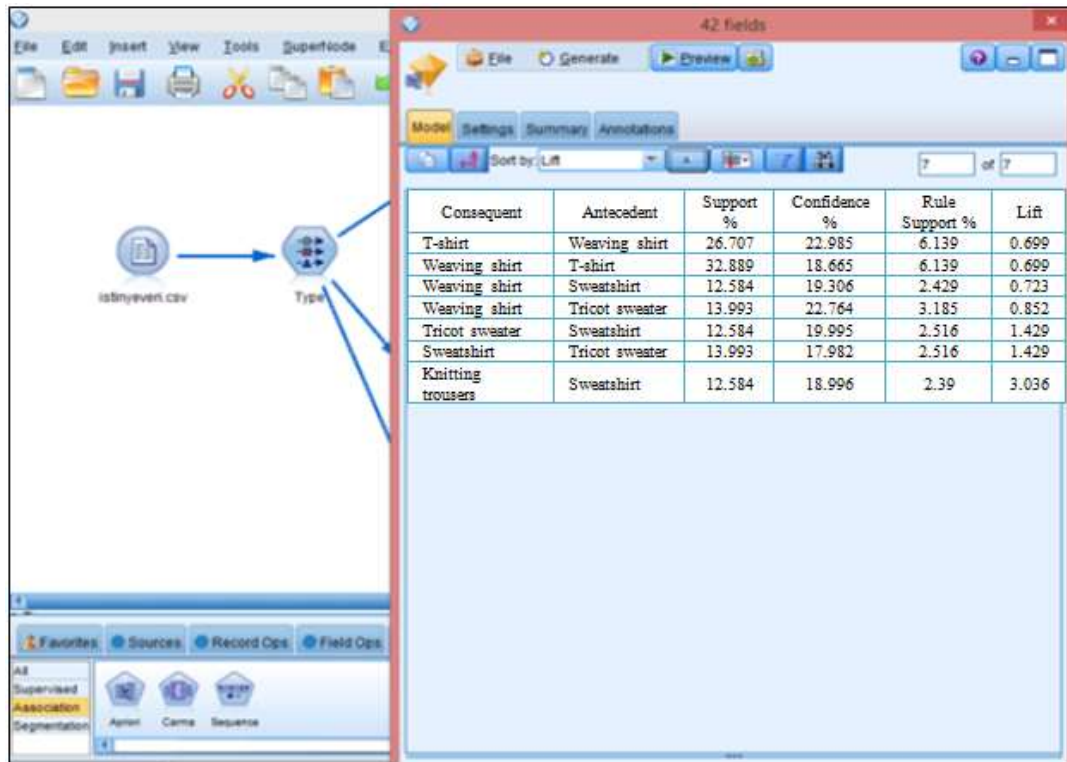 42 fields
File Edit Insert View Tools SuperNode E
File Generate Preview
Model Settings Summary Annotations
Sort by: Lift 7 of 7
Consequent Antecedent Support % Confidence % Rule Support % Lift
T-shirt Weaving shirt 26.707 22.985 6.139 0.699
Weaving shirt T-shirt 32.889 18.665 6.139 0.699
Weaving shirt Sweatshirt 12.584 19.306 2.429 0.723
Weaving shirt Tricot sweater 13.993 22.764 3.185 0.852
Tricot sweater Sweatshirt 12.584 19.995 2.516 1.429
Sweatshirt Tricot sweater 13.993 17.982 2.516 1.429
Knitting trousers Sweatshirt 12.584 18.996 2.39 3.036
istinyeveri.csv
Type
Favorites Sources Record Ops Field Ops
All
Supervised
Association
Segmentation
Apriori Carma Sequence